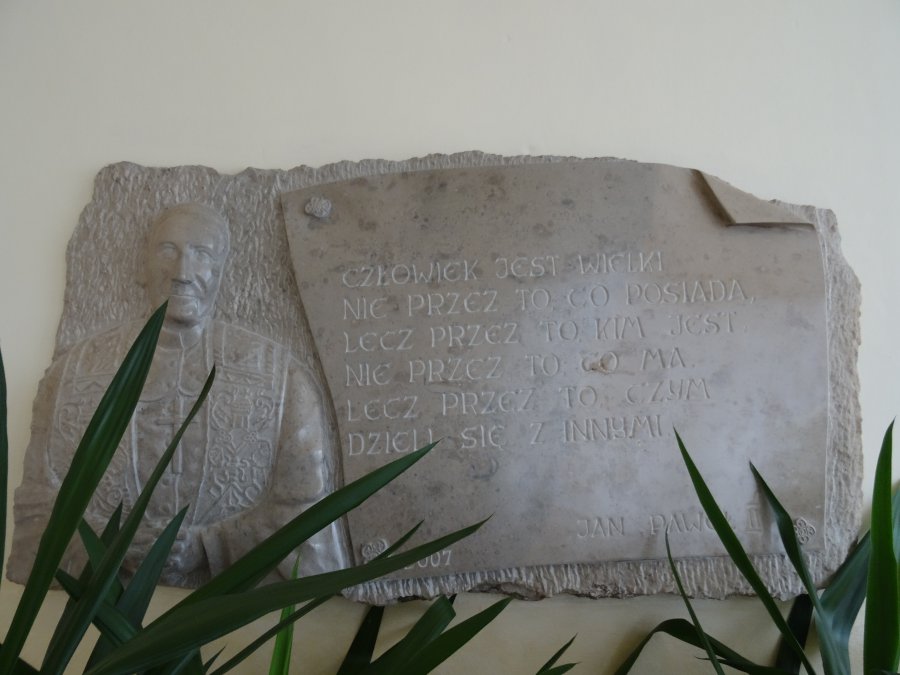 CZŁOWIEK JEST WIELKI
NIE PRZEZ TO, CO POSIADA,
LECZ PRZEZ TO, KIM JEST.
NIE PRZEZ TO, CO MA.
LECZ PRZEZ TO, CZYM
DZIELI SIĘ Z INNYMI.
JAN PAWEŁ II
2007